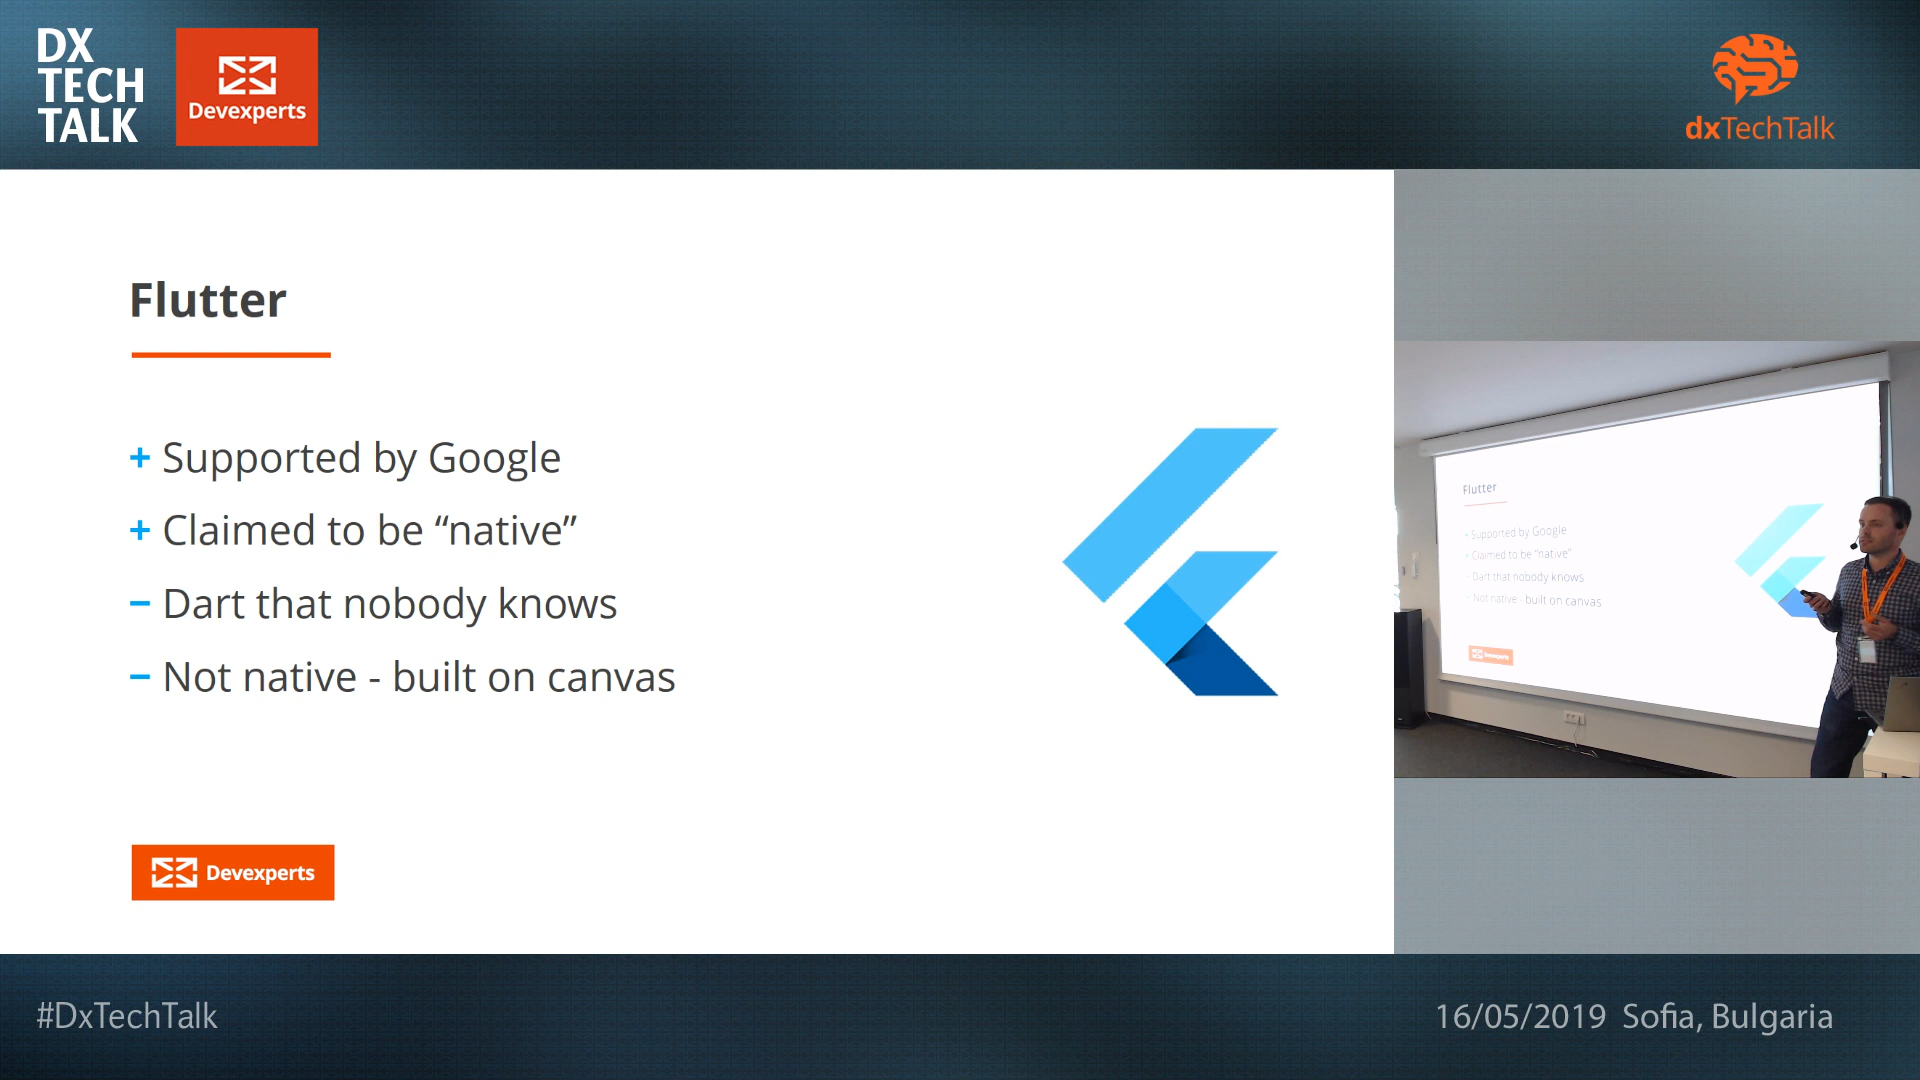 DX
TECH
TALK
Devexperts
dxTechTalk
Flutter
+ Supported by Google
+ Claimed to be “native”
− Dart that nobody knows
− Not native - built on canvas
Devexperts
Flutter
+ Supported by Google
+ Claimed to be “native”
- Dart that nobody knows
- Not native - built on canvas
Devexperts
#DxTechTalk
16/05/2019 Sofia, Bulgaria